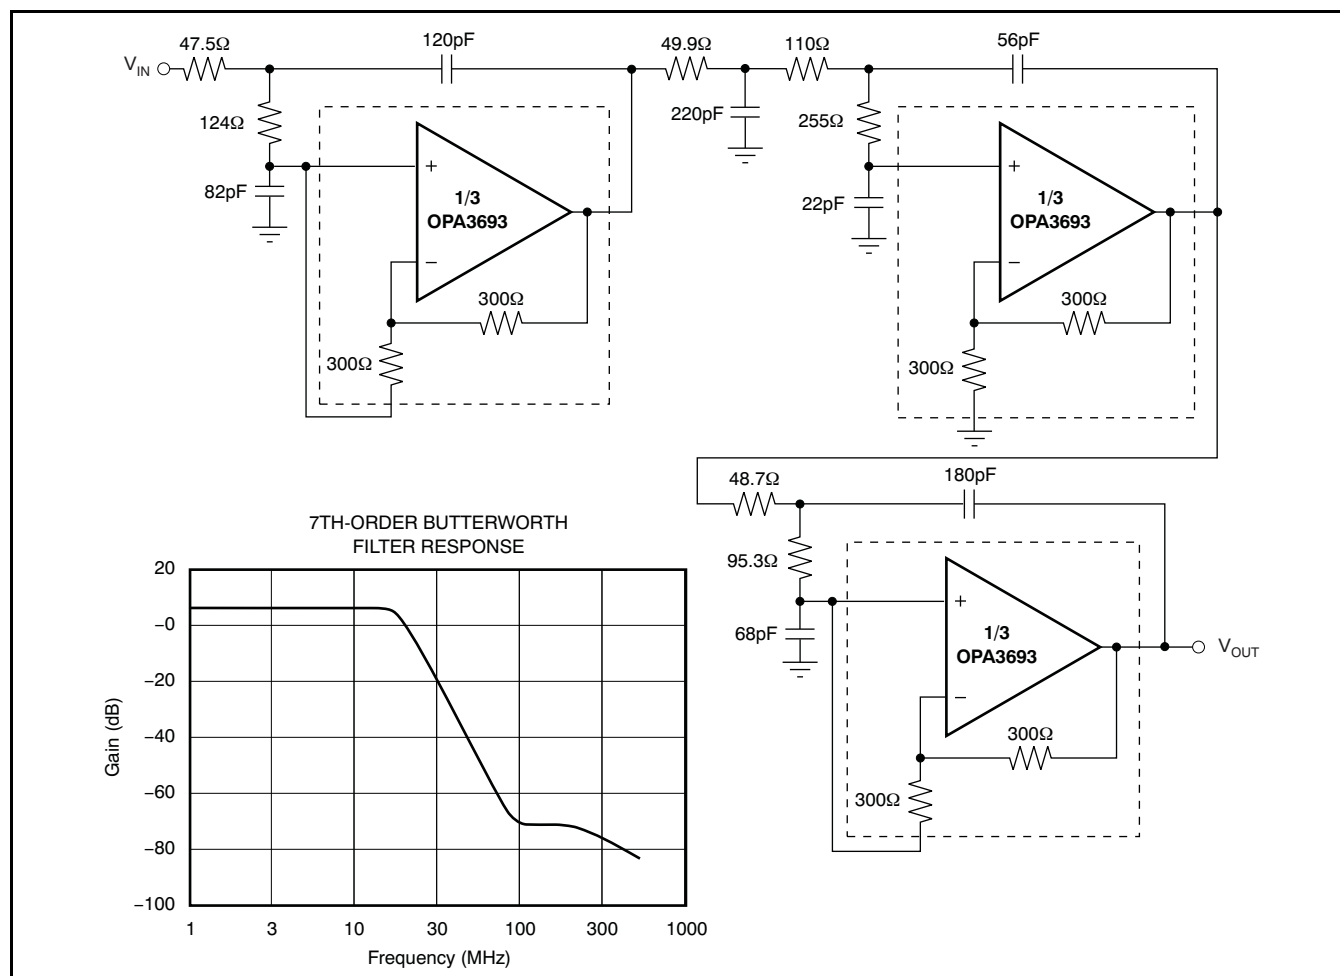 47.5Ω
120pF
49.9Ω
110Ω
56pF
VIN
124Ω
220pF
255Ω
82pF
+
1/3
OPA3693
−
300Ω
300Ω
22pF
+
1/3
OPA3693
−
300Ω
300Ω
48.7Ω
180pF
95.3Ω
68pF
+
1/3
OPA3693
−
VOUT
300Ω
300Ω
7TH-ORDER BUTTERWORTH
FILTER RESPONSE
20
−0
−20
−40
−60
−80
−100
Gain (dB)
1 3 10 30 100 300 1000
Frequency (MHz)